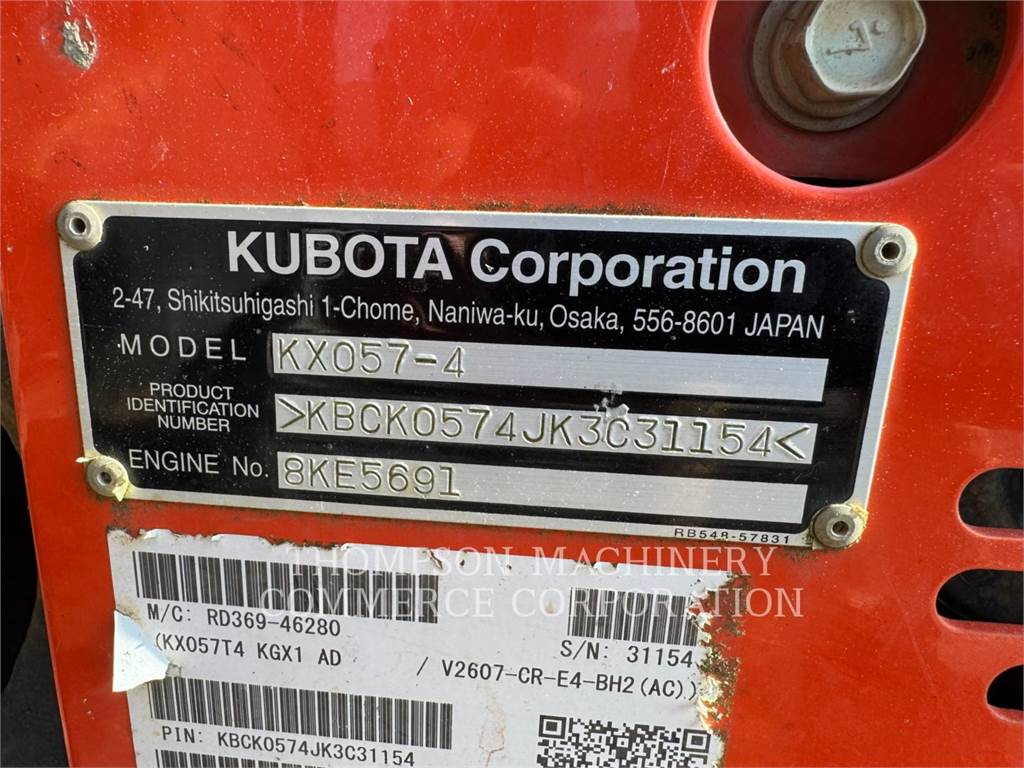 KUBOTA Corporation
2-47, Shikitsuhigashi 1-Chome, Naniwa-ku, Osaka, 556-8601 JAPAN
MODEL KX057-4
PRODUCT IDENTIFICATION NUMBER >KBCK0574JK3C31154<
ENGINE No. 8KE5691
RB548-57831
THOMPSON MACHINERY
COMMERCE CORPORATION
M/C: RD369-46280
S/N: 31154
(KX057T4 KGX1 AD / V2607-CR-E4-BH2(AC))
PIN: KBCK0574JK3C31154